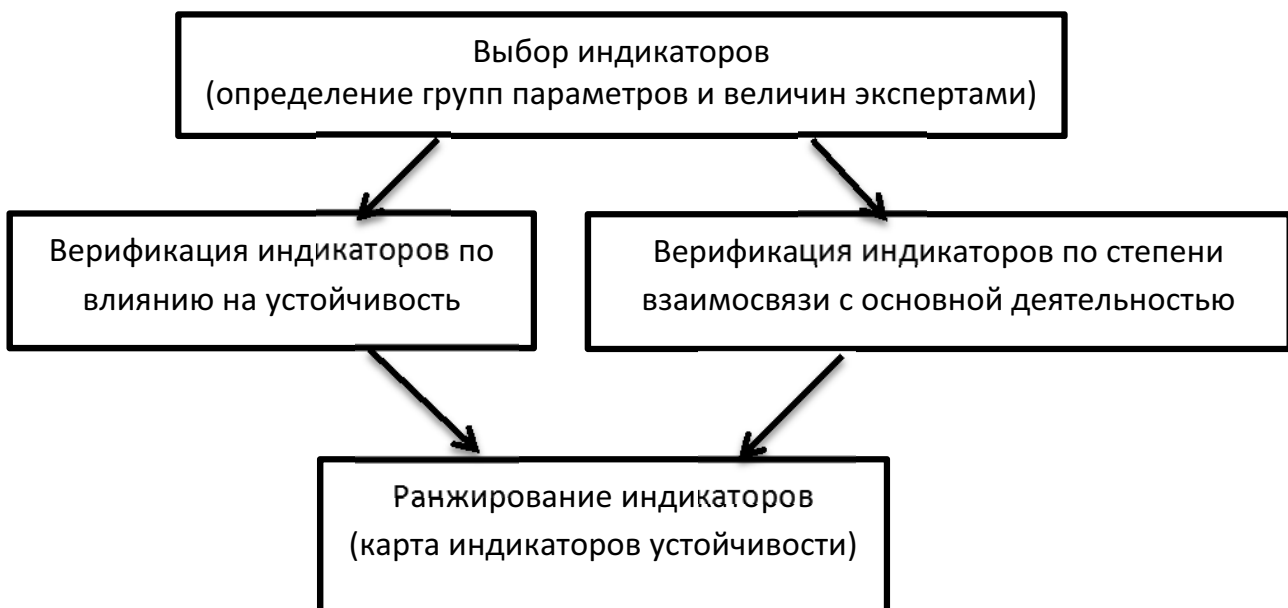 Выбор индикаторов
(определение групп параметров и величин экспертами)
Верификация индикаторов по
влиянию на устойчивость
Верификация индикаторов по степени
взаимосвязи с основной деятельностью
Ранжирование индикаторов
(карта индикаторов устойчивости)